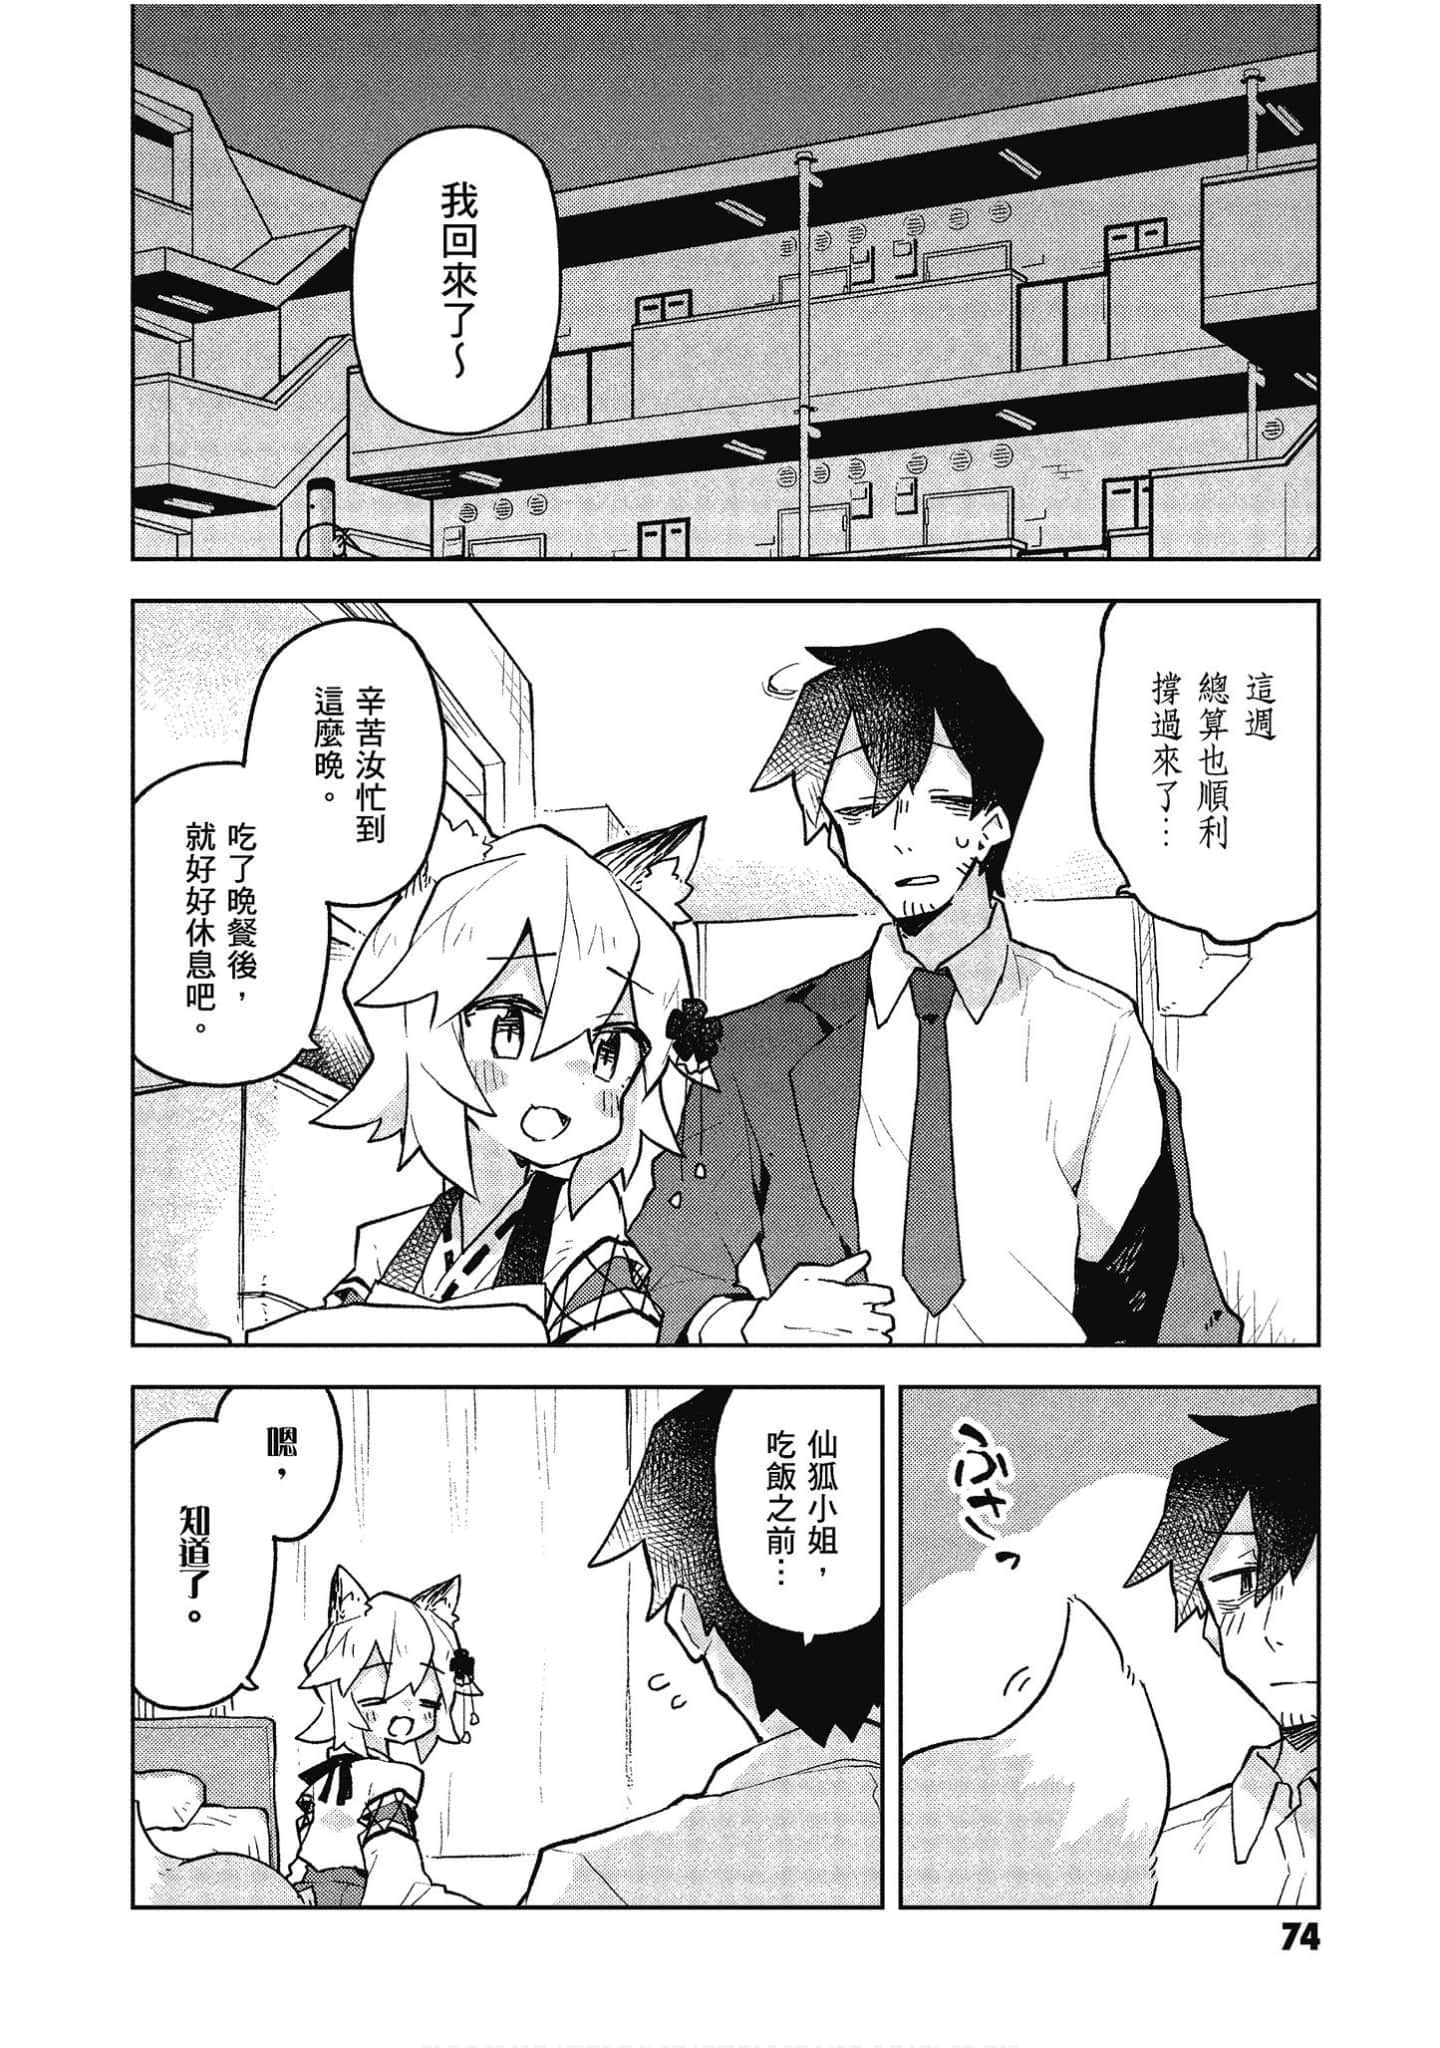 我回來了～
這週
總算也順利
撐過來了…
辛苦汝忙到
這麼晚。
吃了晚餐後，
就好好休息吧。
ふさっ
仙狐小姐，
吃飯之前…
嗯，
知道了。
74